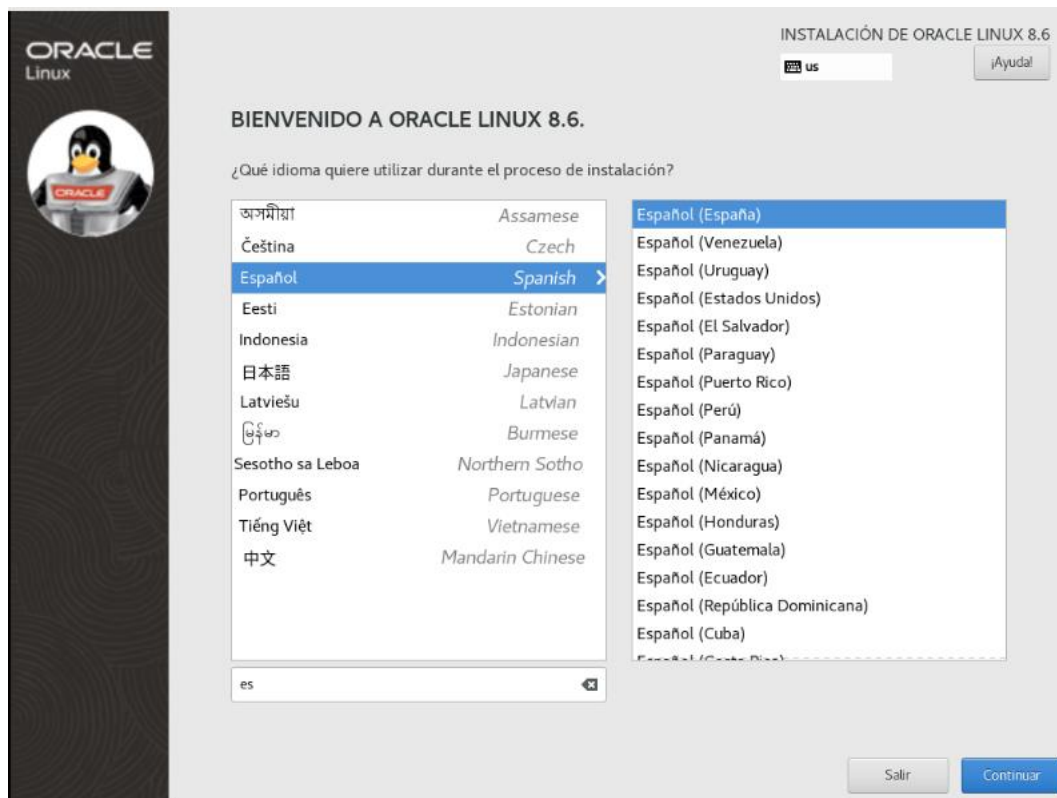 ORACLE
Linux
INSTALACIÓN DE ORACLE LINUX 8.6
us
¡Ayuda!
BIENVENIDO A ORACLE LINUX 8.6.
¿Qué idioma quiere utilizar durante el proceso de instalación?
অসমীয়া Assamese
Čeština Czech
Español Spanish
Eesti Estonian
Indonesia Indonesian
日本語 Japanese
Latviešu Latvian
မြန်မာ Burmese
Sesotho sa Leboa Northern Sotho
Português Portuguese
Tiếng Việt Vietnamese
中文 Mandarin Chinese
es
Español (España)
Español (Venezuela)
Español (Uruguay)
Español (Estados Unidos)
Español (El Salvador)
Español (Paraguay)
Español (Puerto Rico)
Español (Perú)
Español (Panamá)
Español (Nicaragua)
Español (México)
Español (Honduras)
Español (Guatemala)
Español (Ecuador)
Español (República Dominicana)
Español (Cuba)
Español (Costa Rica)
ORACLE
Salir
Continuar